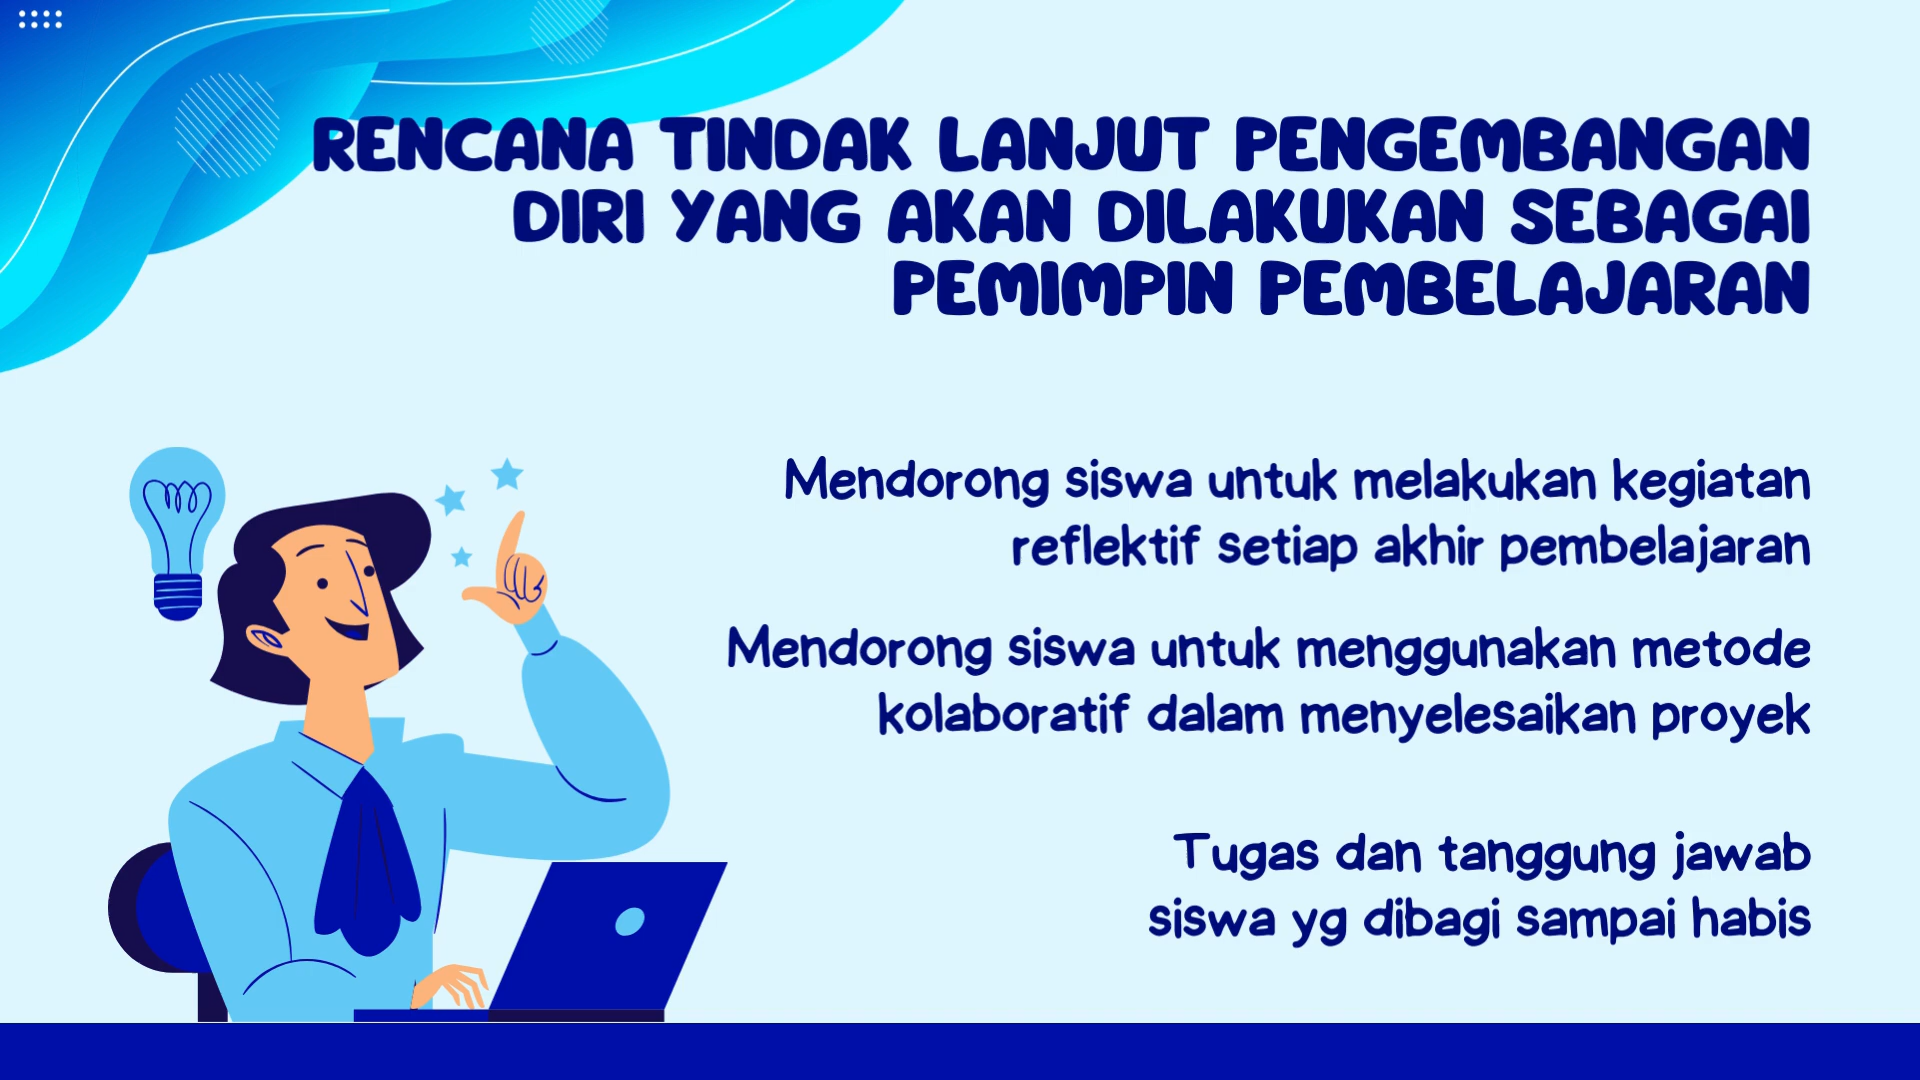 RENCANA TINDAK LANJUT PENGEMBANGAN
DIRI YANG AKAN DILAKUKAN SEBAGAI
PEMIMPIN PEMBELAJARAN
Mendorong siswa untuk melakukan kegiatan
reflektif setiap akhir pembelajaran
Mendorong siswa untuk menggunakan metode
kolaboratif dalam menyelesaikan proyek
Tugas dan tanggung jawab
siswa yg dibagi sampai habis